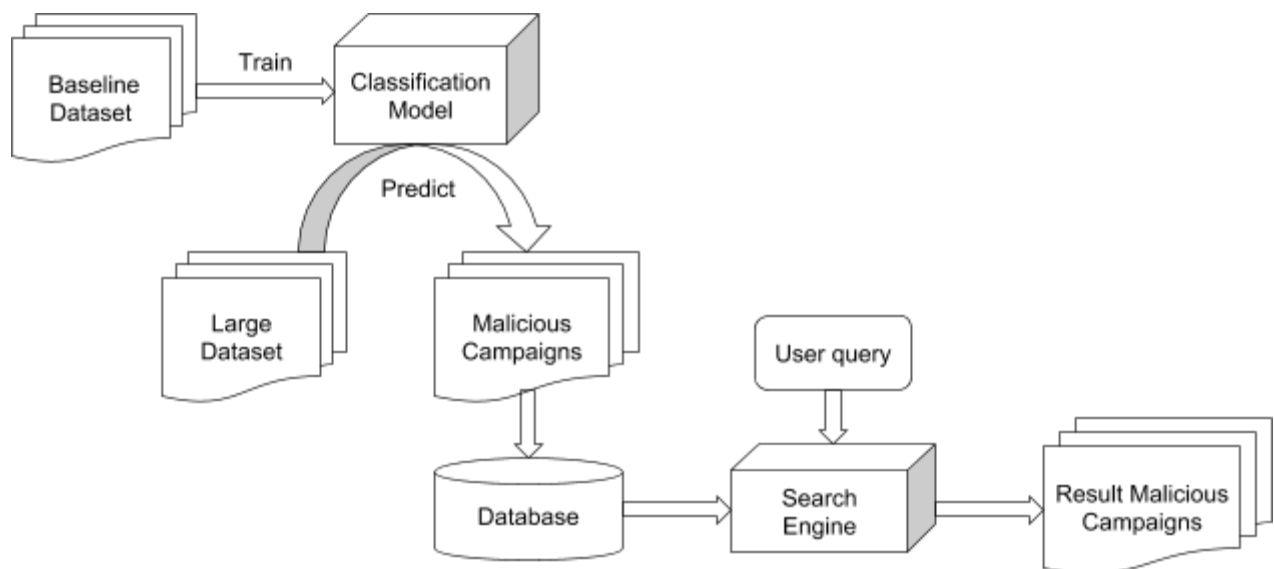 Baseline
Dataset
Train
Classification
Model
Predict
Large
Dataset
Malicious
Campaigns
User query
Database
Search
Engine
Result Malicious
Campaigns